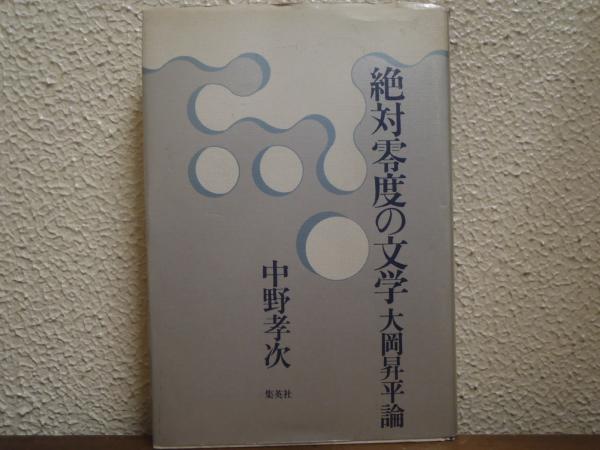 絶対零度の文学 大岡昇平論
中野孝次
集英社